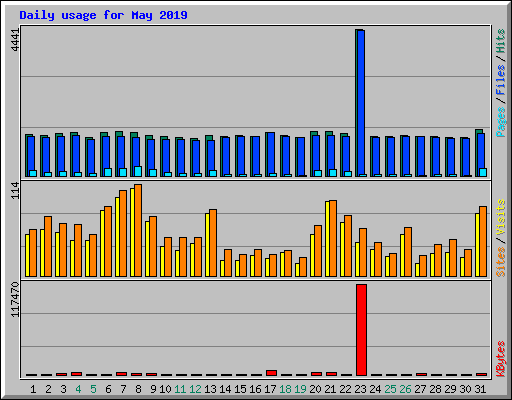 Daily usage for May 2019
4441
Pages / Files / Hits
114
Sites / Visits
117470
KBytes
1 2 3 4 5 6 7 8 9 10 11 12 13 14 15 16 17 18 19 20 21 22 23 24 25 26 27 28 29 30 31